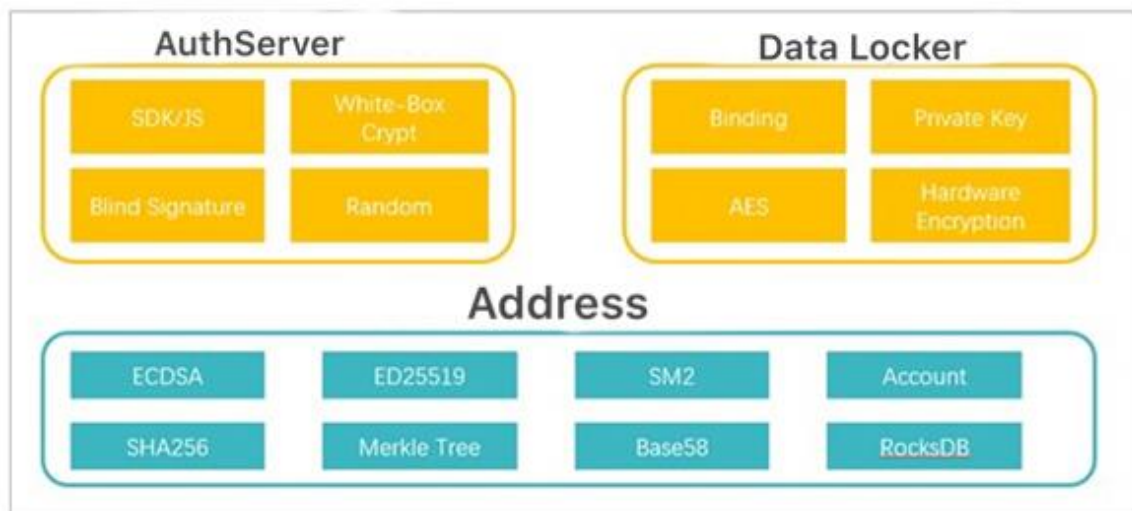 AuthServer
Data Locker
SDK/JS
White-Box
Crypt
Blind Signature
Random
Binding
Private Key
AES
Hardware
Encryption
Address
ECDSA
ED25519
SM2
Account
SHA256
Merkle Tree
Base58
RocksDB